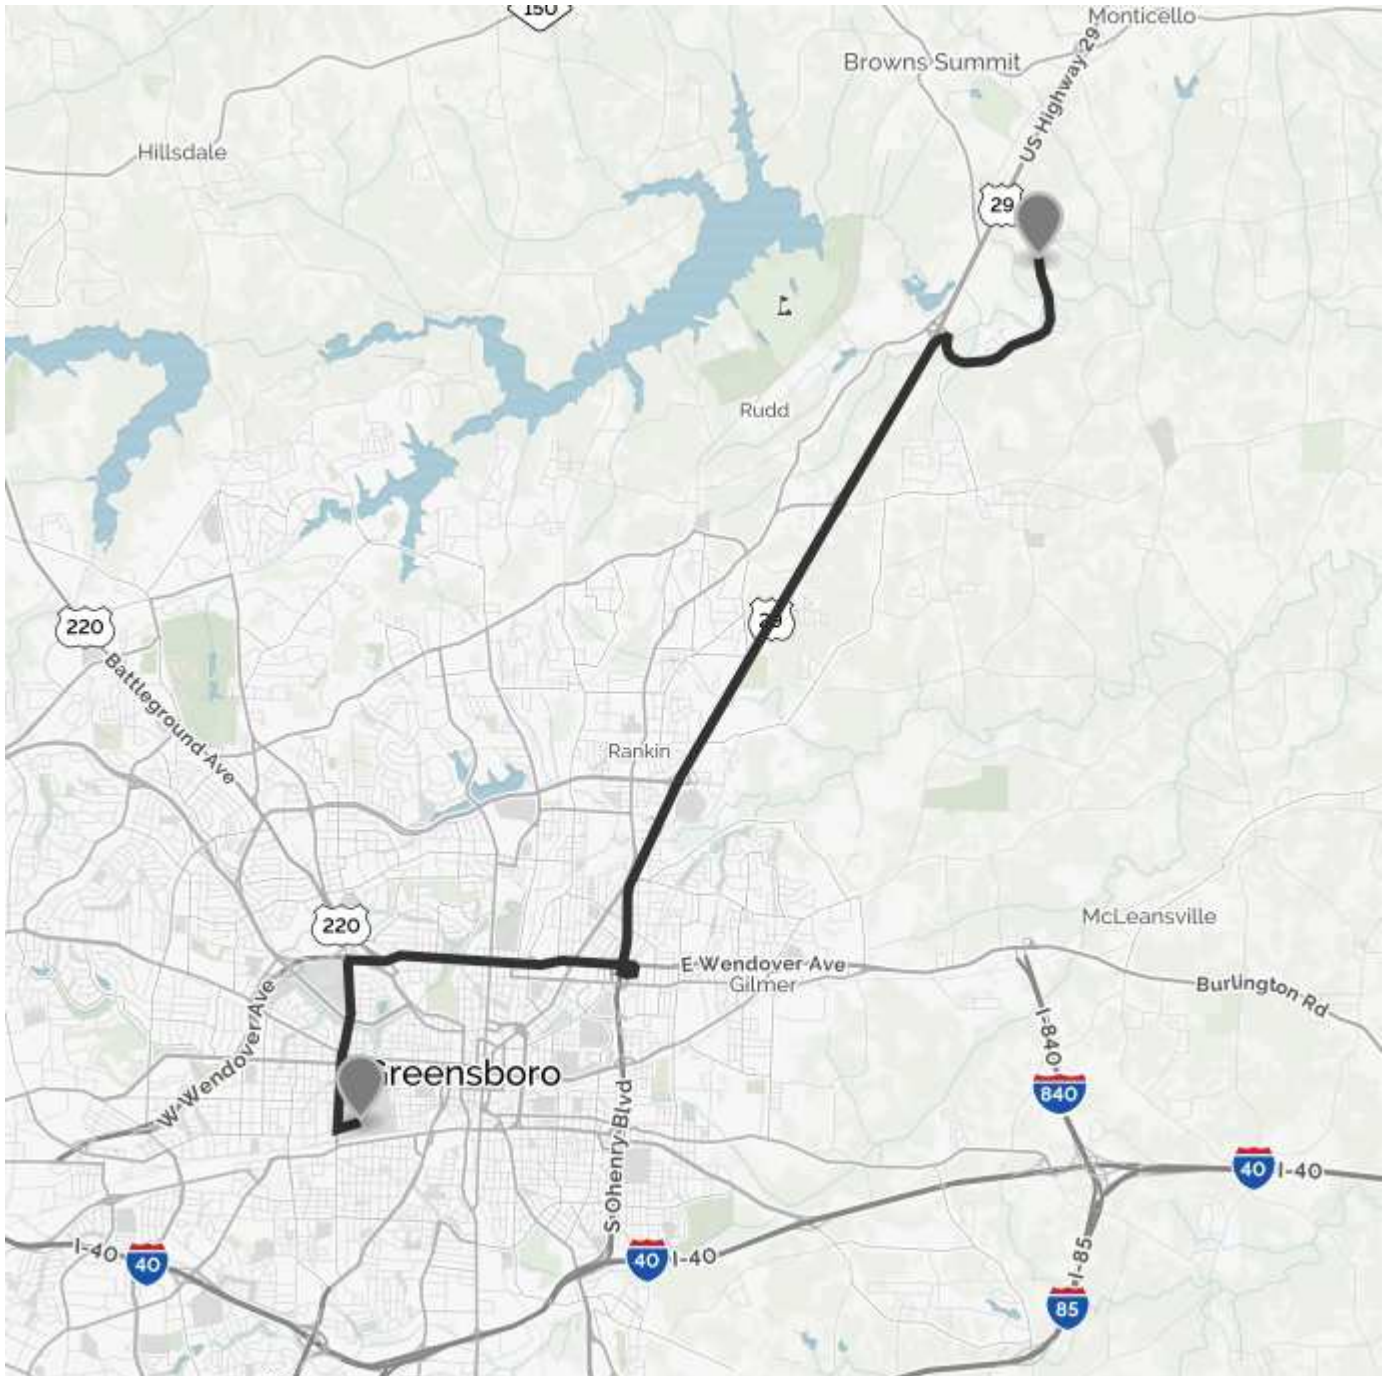 150
Monticello
Browns Summit
US Highway 29
Hillsdale
29
Rudd
220
29
Battleground Ave
Rankin
McLeansville
220
E Wendover Ave
Gilmer
Burlington Rd
W Wendover Ave
I-840
Greensboro
840
S Ohenry Blvd
40
I-40
I-40
40
40
I-40
I-85
85